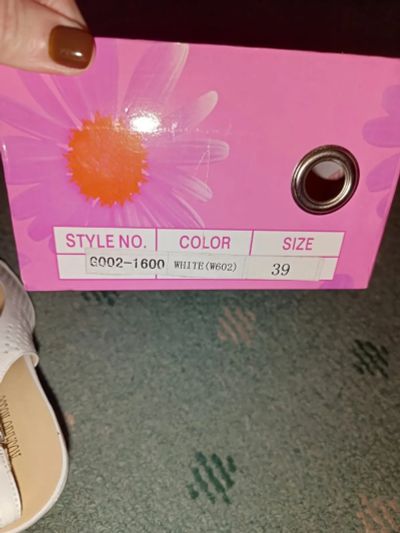 STYLE NO. COLOR SIZE
G002-1600 WHITE(W602) 39